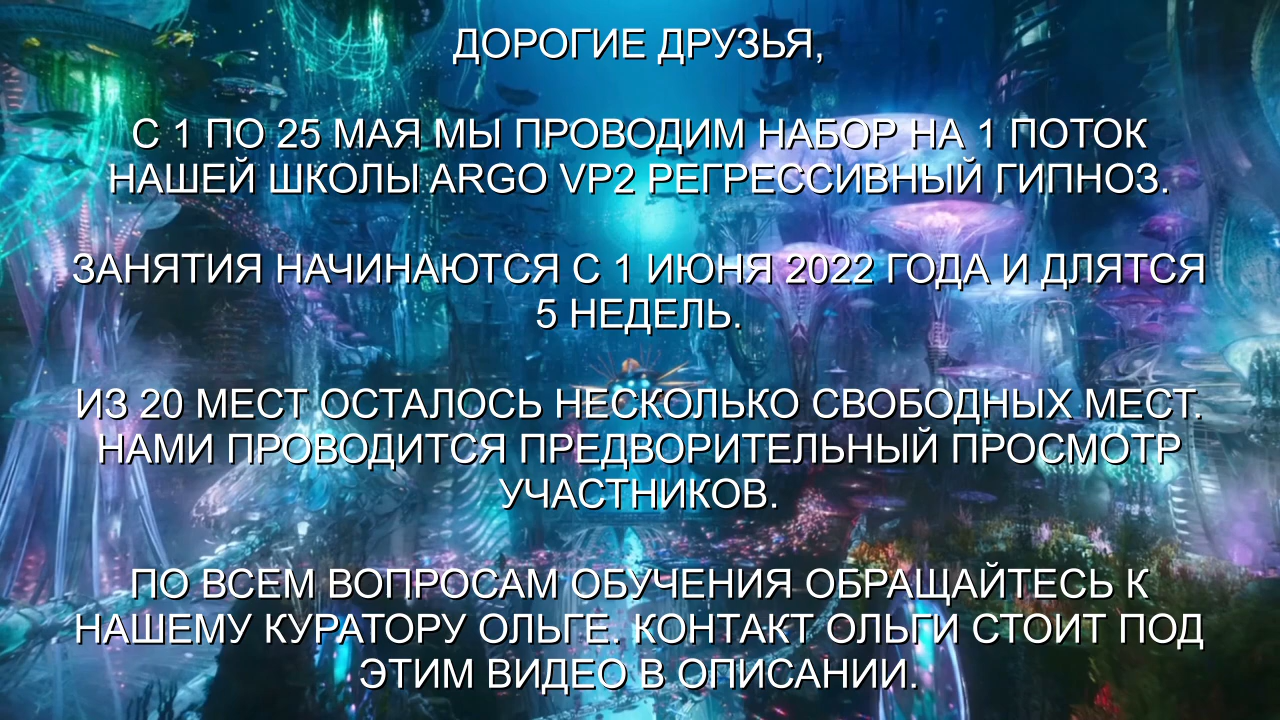 ДОРОГИЕ ДРУЗЬЯ,
С 1 ПО 25 МАЯ МЫ ПРОВОДИМ НАБОР НА 1 ПОТОК
НАШЕЙ ШКОЛЫ ARGO VP2 РЕГРЕССИВНЫЙ ГИПНОЗ.
ЗАНЯТИЯ НАЧИНАЮТСЯ С 1 ИЮНЯ 2022 ГОДА И ДЛЯТСЯ
5 НЕДЕЛЬ.
ИЗ 20 МЕСТ ОСТАЛОСЬ НЕСКОЛЬКО СВОБОДНЫХ МЕСТ.
НАМИ ПРОВОДИТСЯ ПРЕДВОРИТЕЛЬНЫЙ ПРОСМОТР
УЧАСТНИКОВ.
ПО ВСЕМ ВОПРОСАМ ОБУЧЕНИЯ ОБРАЩАЙТЕСЬ К
НАШЕМУ КУРАТОРУ ОЛЬГЕ. КОНТАКТ ОЛЬГИ СТОИТ ПОД
ЭТИМ ВИДЕО В ОПИСАНИИ.